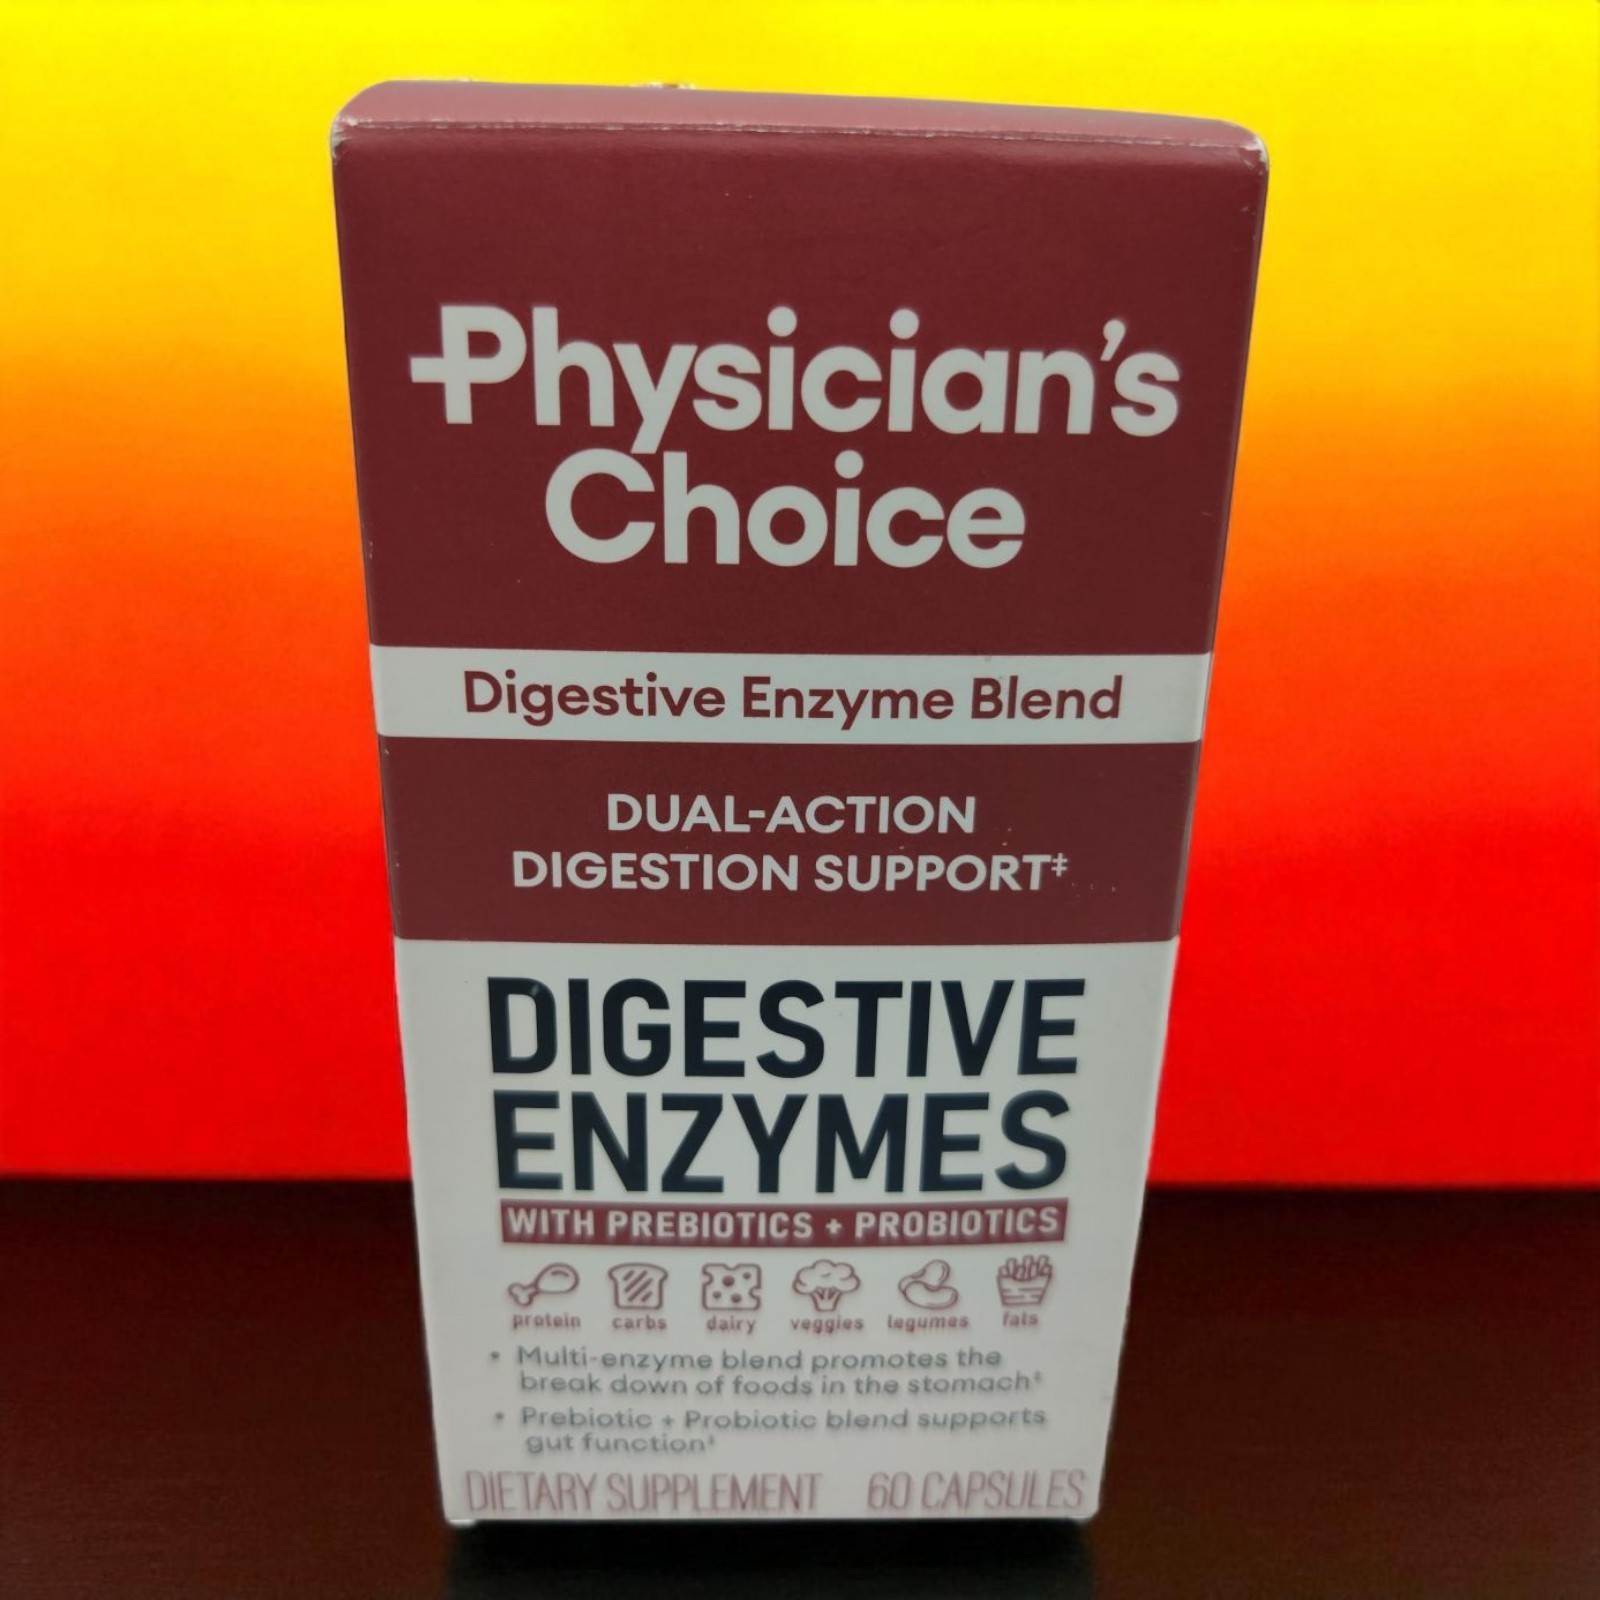 Physician's
Choice
Digestive Enzyme Blend
DUAL-ACTION
DIGESTION SUPPORT‡
DIGESTIVE
ENZYMES
WITH PREBIOTICS + PROBIOTICS
protein carbs dairy veggies legumes fats
• Multi-enzyme blend promotes the
break down of foods in the stomach‡
• Prebiotic + Probiotic blend supports
gut function‡
DIETARY SUPPLEMENT 60 CAPSULES